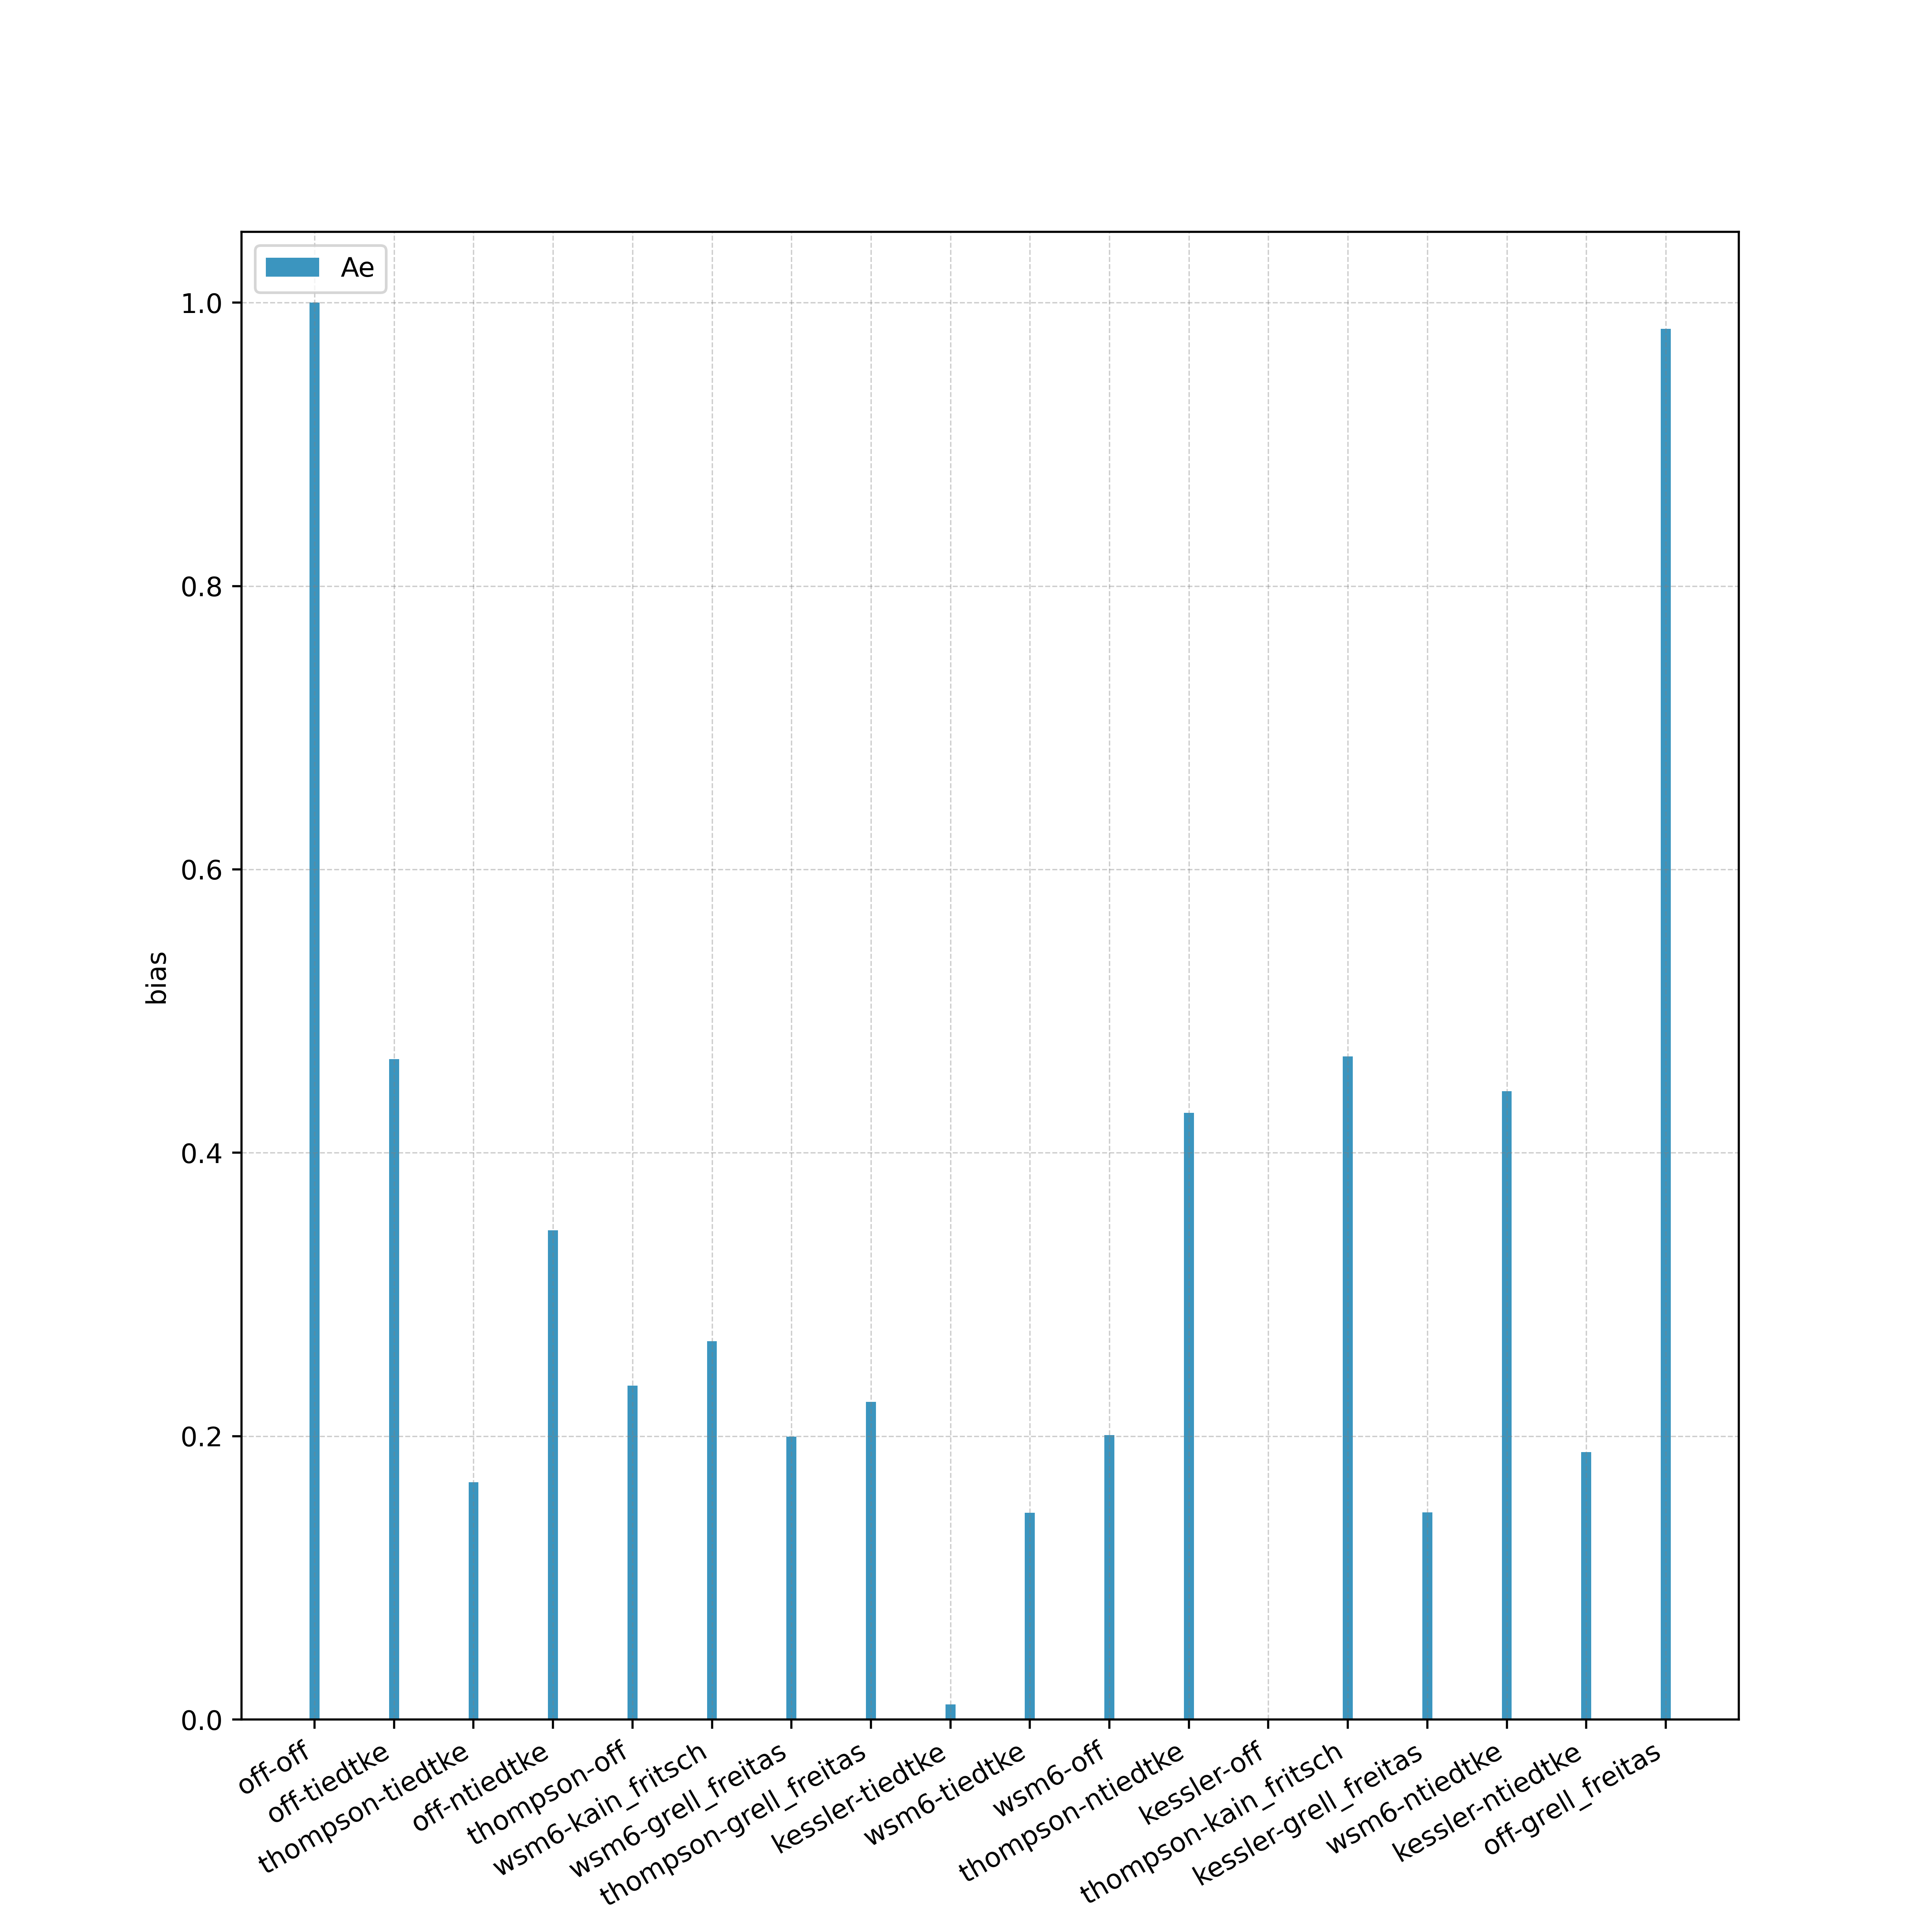 Ae
1.0
0.8
0.6
0.4
0.2
0.0
bias
off-off
off-tiedtke
thompson-tiedtke
off-ntiedtke
thompson-off
wsm6-kain_fritsch
wsm6-grell_freitas
thompson-grell_freitas
kessler-tiedtke
wsm6-tiedtke
wsm6-off
thompson-ntiedtke
kessler-off
thompson-kain_fritsch
kessler-grell_freitas
wsm6-ntiedtke
kessler-ntiedtke
off-grell_freitas